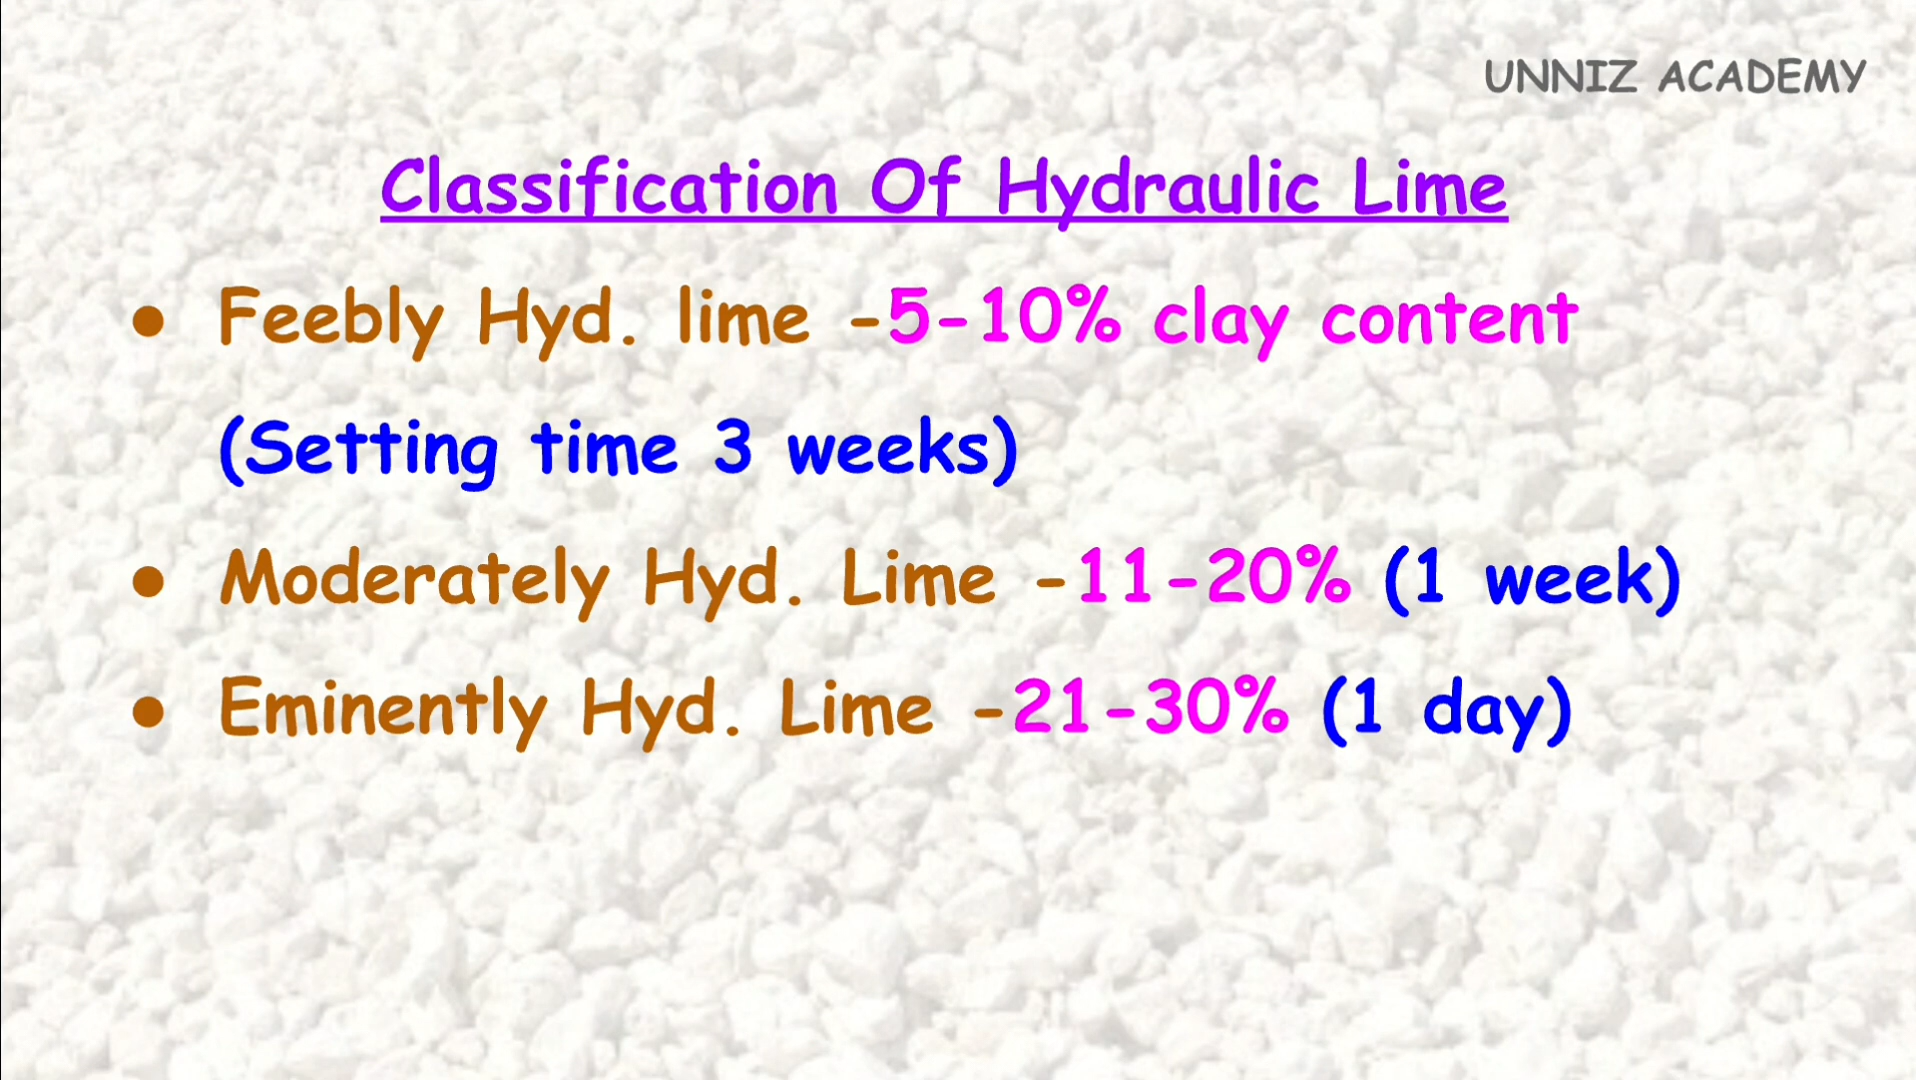 UNNIZ ACADEMY
Classification Of Hydraulic Lime
● Feebly Hyd. lime -5-10% clay content
(Setting time 3 weeks)
● Moderately Hyd. Lime -11-20% (1 week)
● Eminently Hyd. Lime -21-30% (1 day)